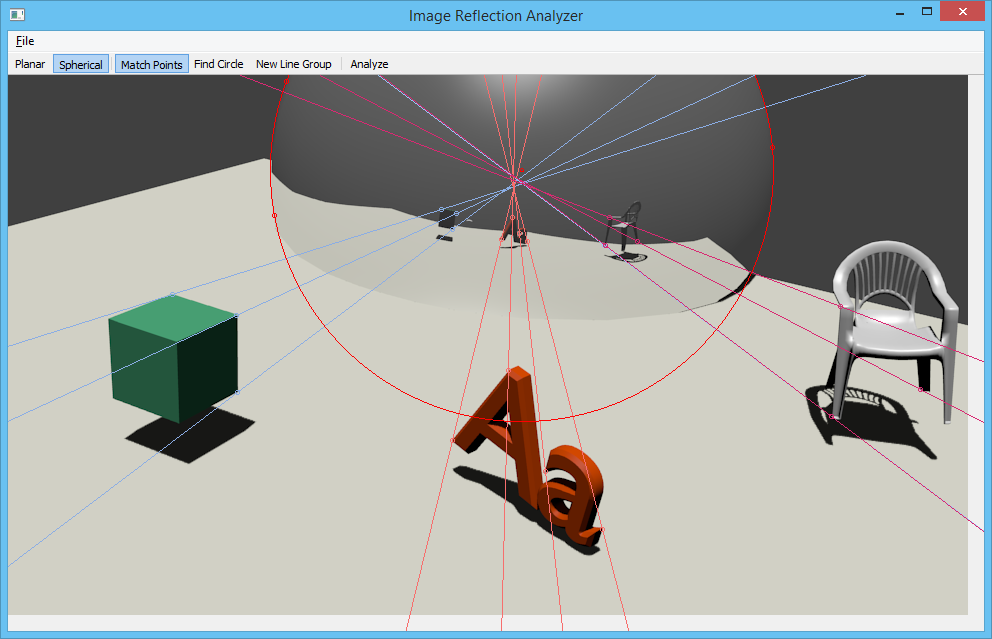 Image Reflection Analyzer
File
Planar Spherical Match Points Find Circle New Line Group Analyze
Aa